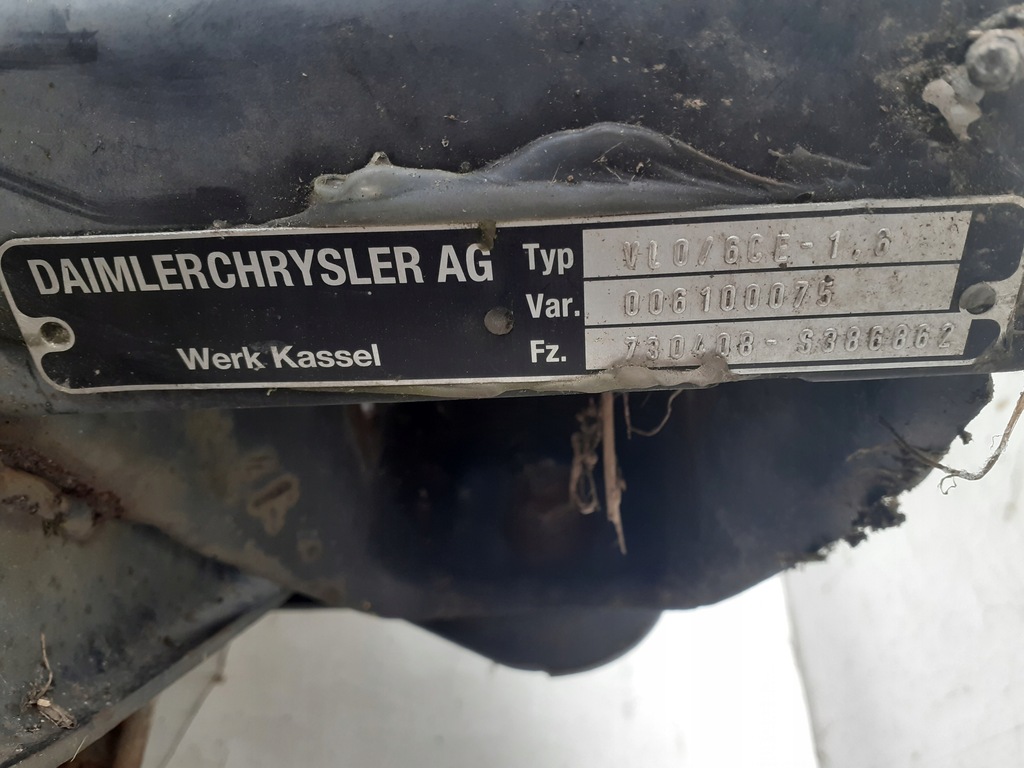 DAIMLERCHRYSLER AG
Werk Kassel
Typ VL0/6CE-1.6
Var. 006100075
Fz. 730408-S386862